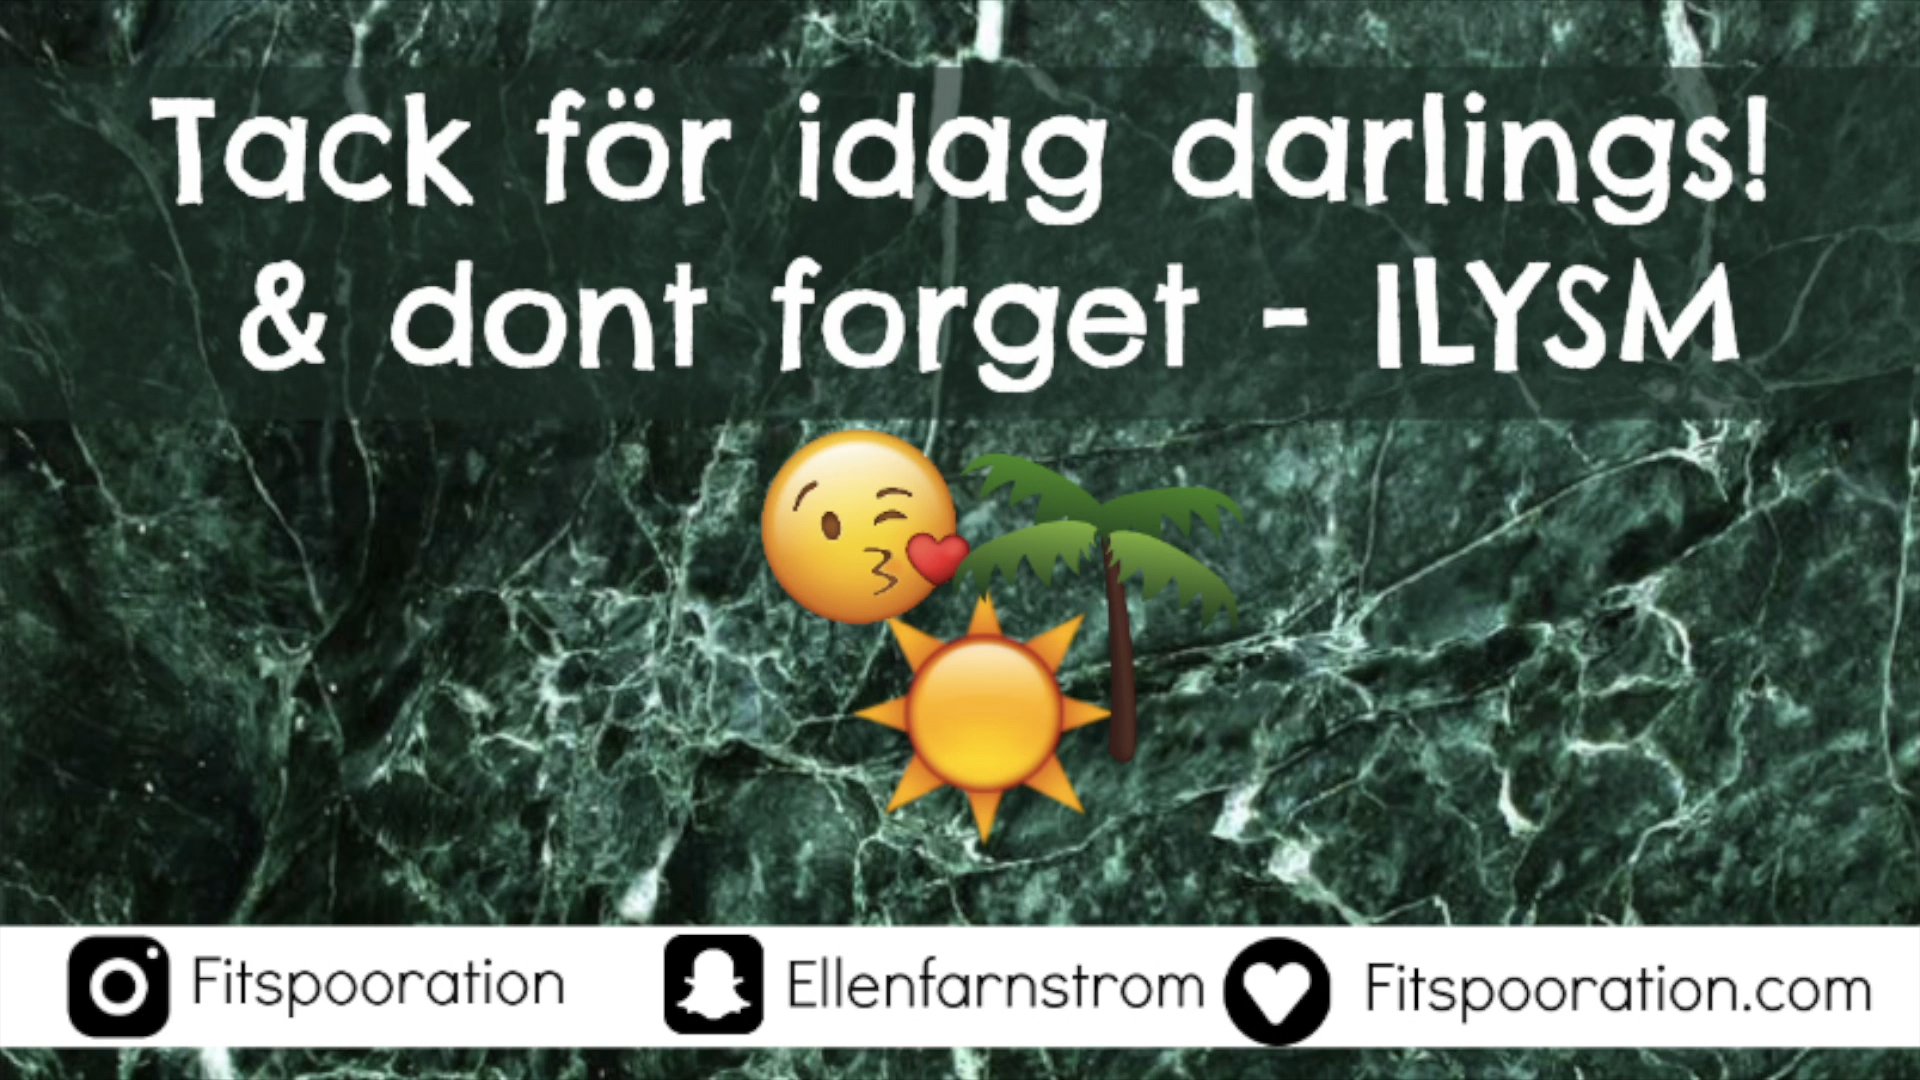 Tack för idag darlings!
& dont forget - ILYSM
Fitspooration
Ellenfarnstrom
Fitspooration.com